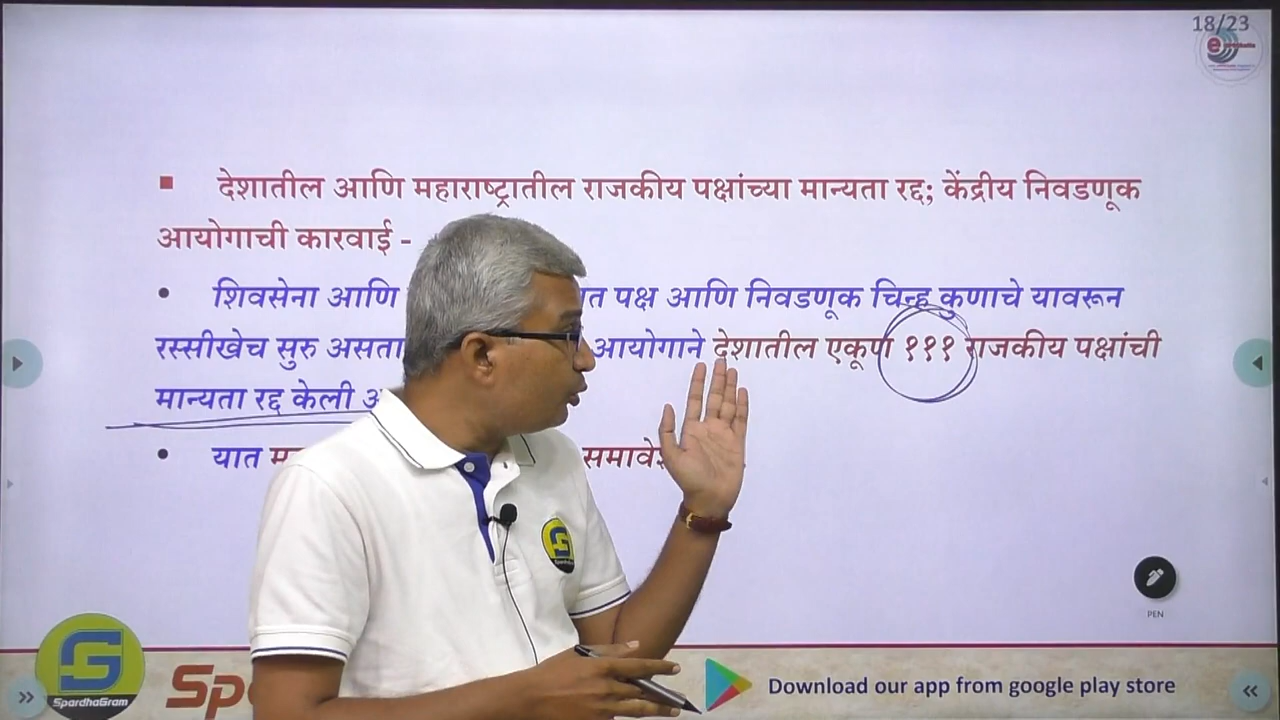 18/23
देशातील आणि महाराष्ट्रातील राजकीय पक्षांच्या मान्यता रद्द; केंद्रीय निवडणूक
आयोगाची कारवाई -
शिवसेना आणि त पक्ष आणि निवडणूक चिन्ह कुणाचे यावरून
रस्सीखेच सुरु असता आयोगाने देशातील एकूण १११ राजकीय पक्षांची
मान्यता रद्द केली
यात समावे
PEN
SpardhaGram
Sp
Download our app from google play store